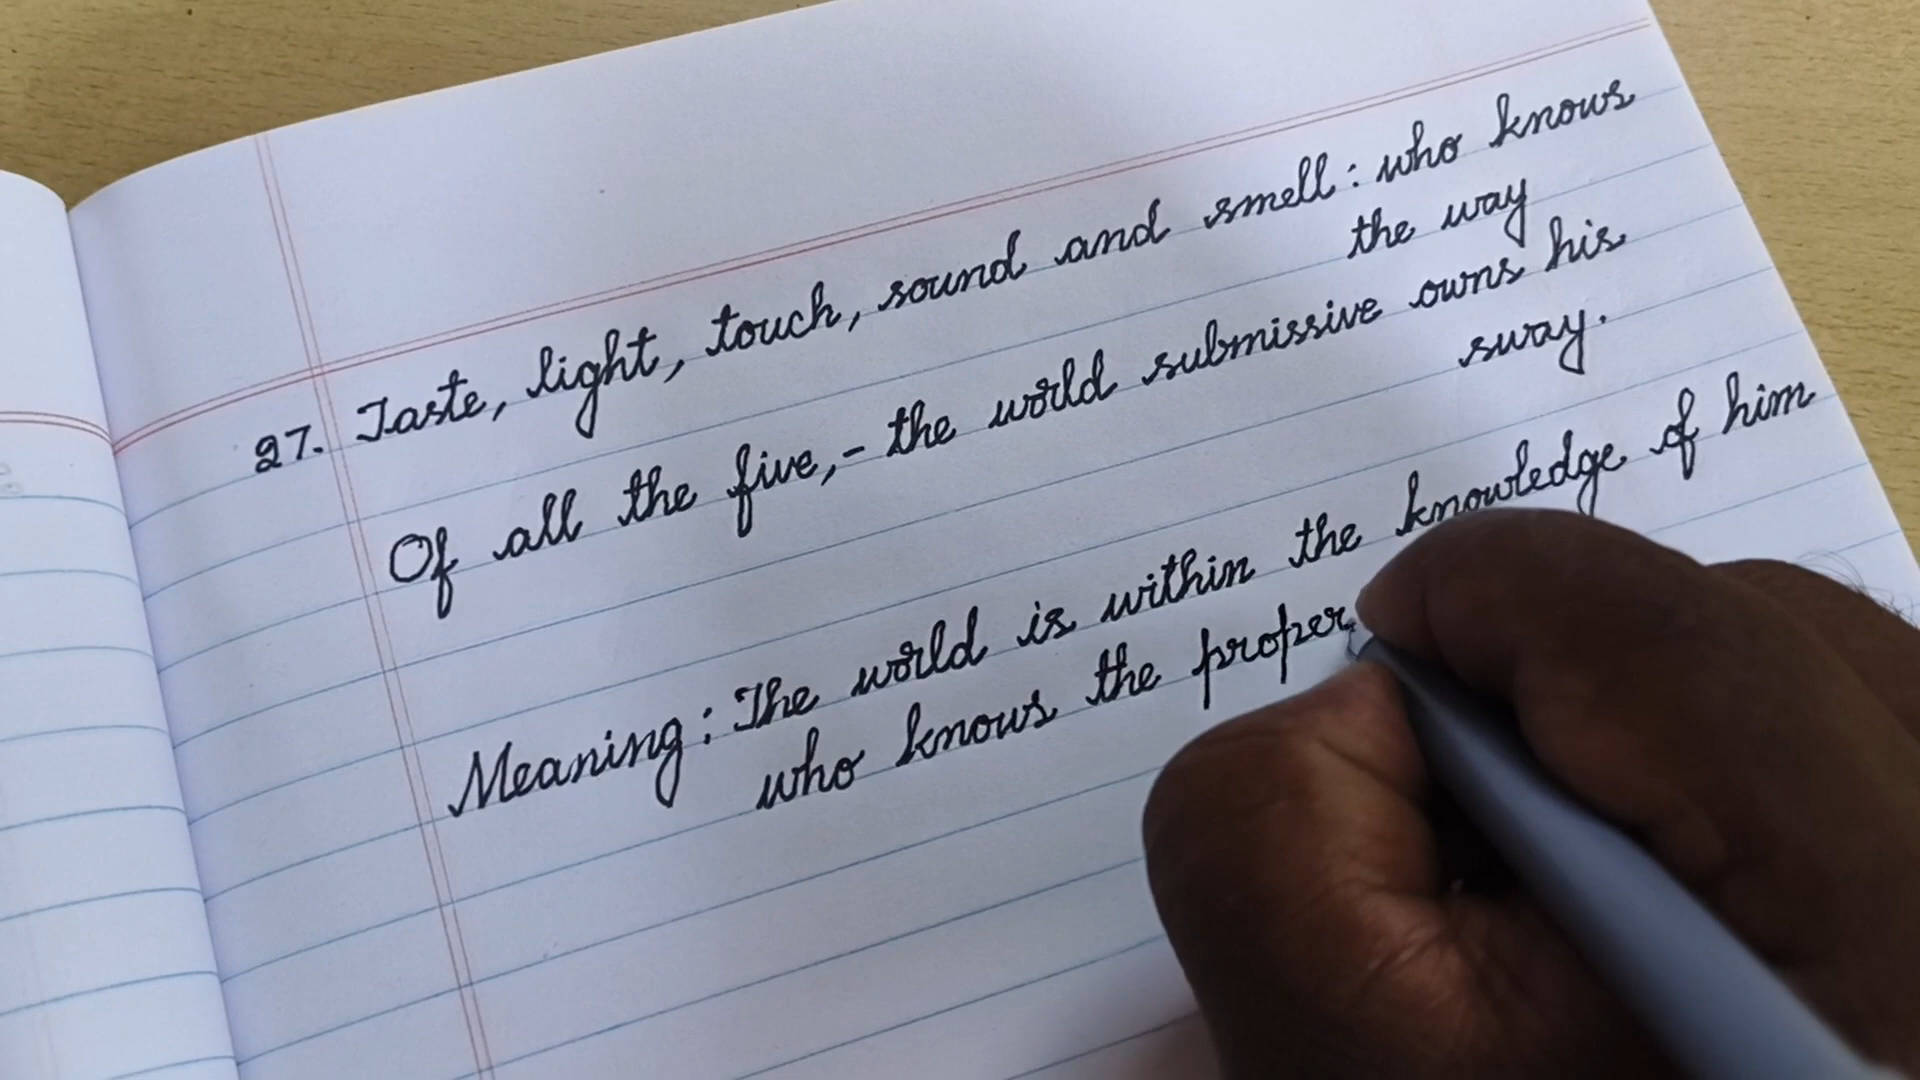 27. Taste, light, touch, sound and smell: who knows
the way
Of all the five,- the world submissive owns his
sway.
Meaning: The world is within the knowledge of him
who knows the proper